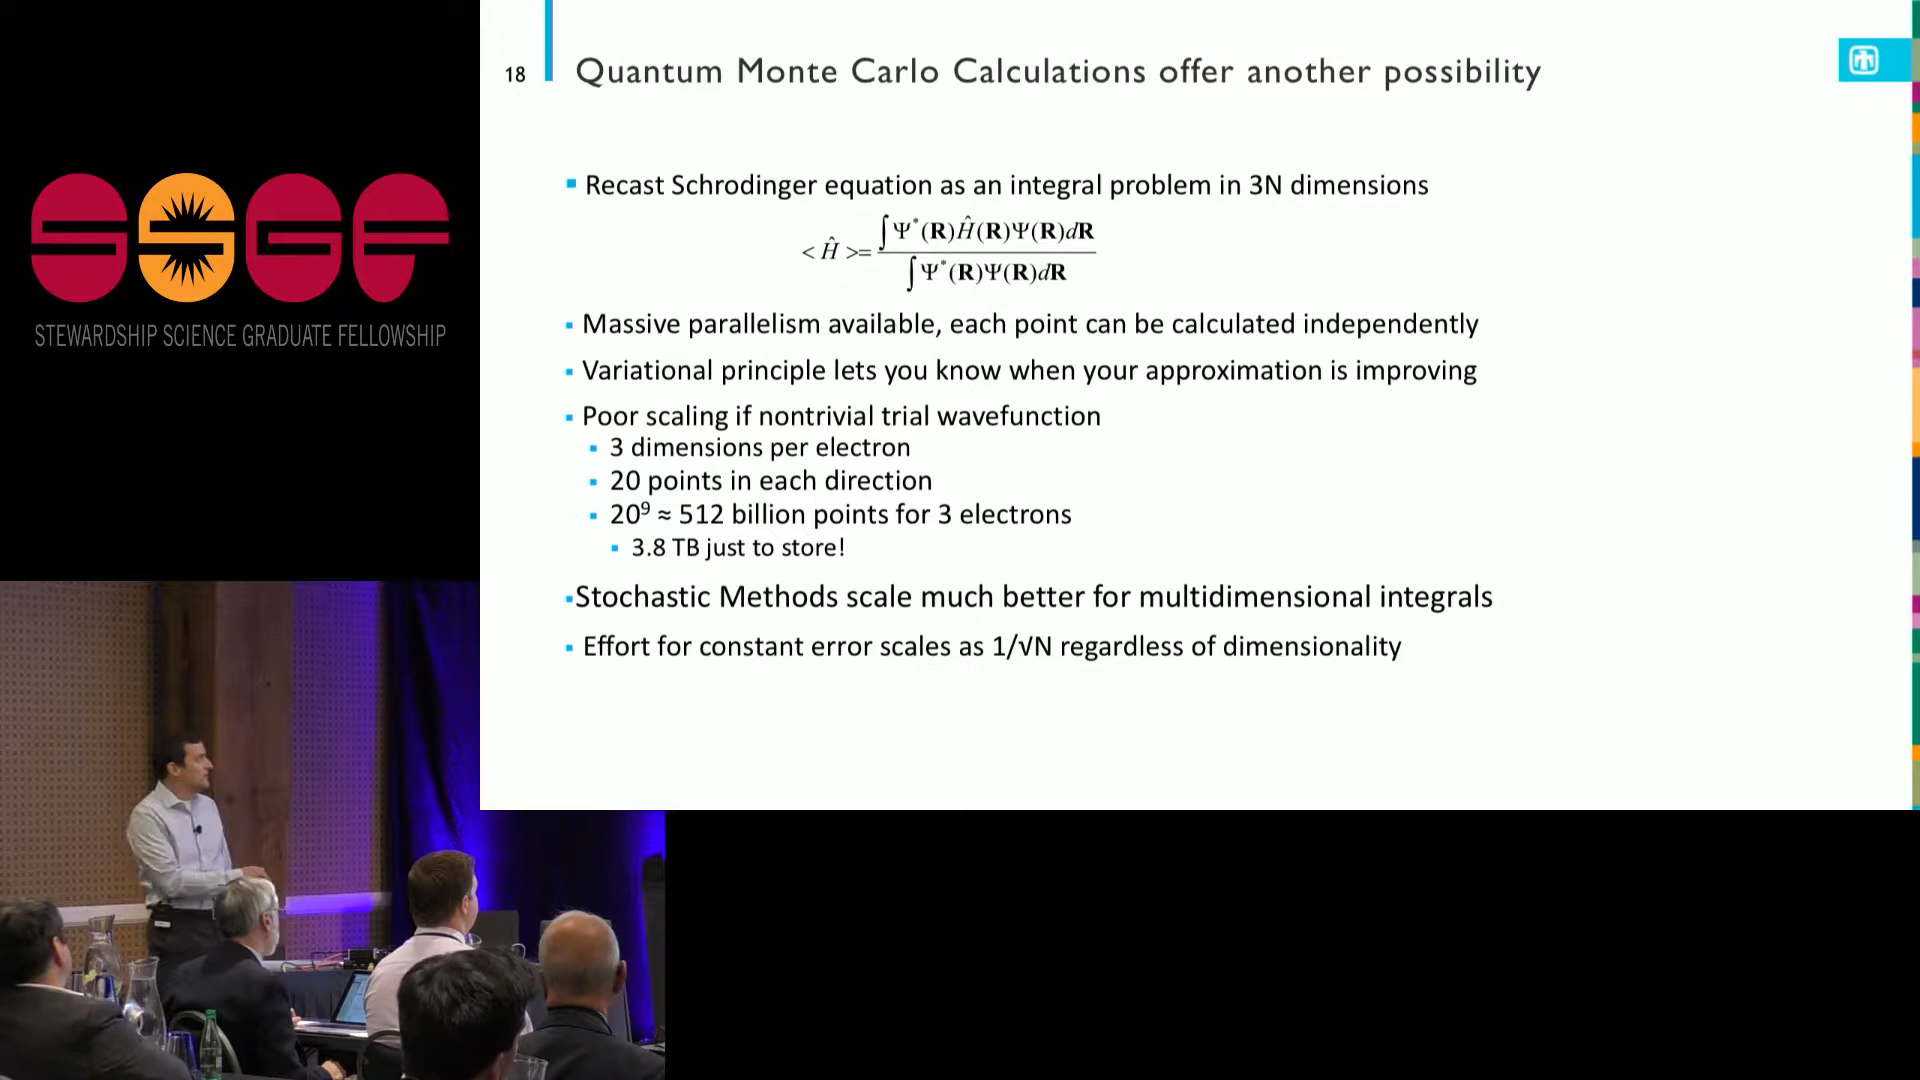 18
Quantum Monte Carlo Calculations offer another possibility
SSGF
STEWARDSHIP SCIENCE GRADUATE FELLOWSHIP
▪ Recast Schrodinger equation as an integral problem in 3N dimensions
< Ĥ >= ∫Ψ*(R)Ĥ(R)Ψ(R)dR / ∫Ψ*(R)Ψ(R)dR
▪ Massive parallelism available, each point can be calculated independently
▪ Variational principle lets you know when your approximation is improving
▪ Poor scaling if nontrivial trial wavefunction
▪ 3 dimensions per electron
▪ 20 points in each direction
▪ 20⁹ ≈ 512 billion points for 3 electrons
▪ 3.8 TB just to store!
▪Stochastic Methods scale much better for multidimensional integrals
▪ Effort for constant error scales as 1/√N regardless of dimensionality